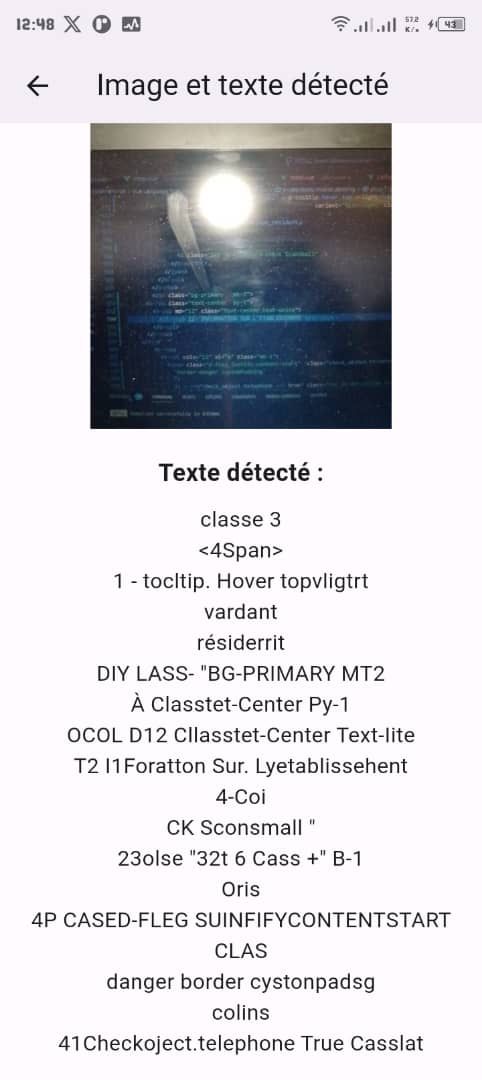 12:48
57.2
K/s
43
Image et texte détecté
Texte détecté :
classe 3
<4Span>
1 - tocltip. Hover topvligtrt
vardant
résiderrit
DIY LASS- "BG-PRIMARY MT2
À Classtet-Center Py-1
OCOL D12 Cllasstet-Center Text-lite
T2 I1Foratton Sur. Lyetablissehent
4-Coi
CK Sconsmall "
23olse "32t 6 Cass +" B-1
Oris
4P CASED-FLEG SUINFIFYCONTENTSTART
CLAS
danger border cystonpadsg
colins
41Checkoject.telephone True Casslat